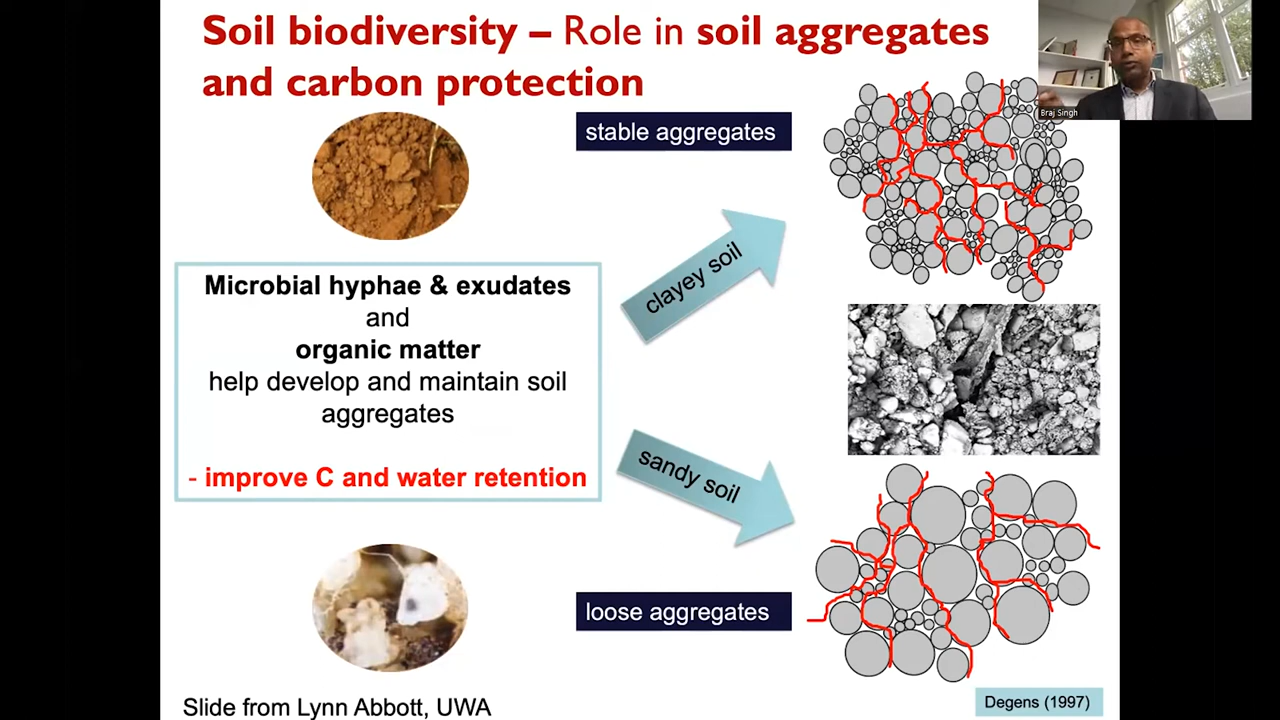 Soil biodiversity – Role in soil aggregates
and carbon protection
Braj Singh
stable aggregates
clayey soil
Microbial hyphae & exudates
and
organic matter
help develop and maintain soil
aggregates
- improve C and water retention
sandy soil
loose aggregates
Slide from Lynn Abbott, UWA
Degens (1997)